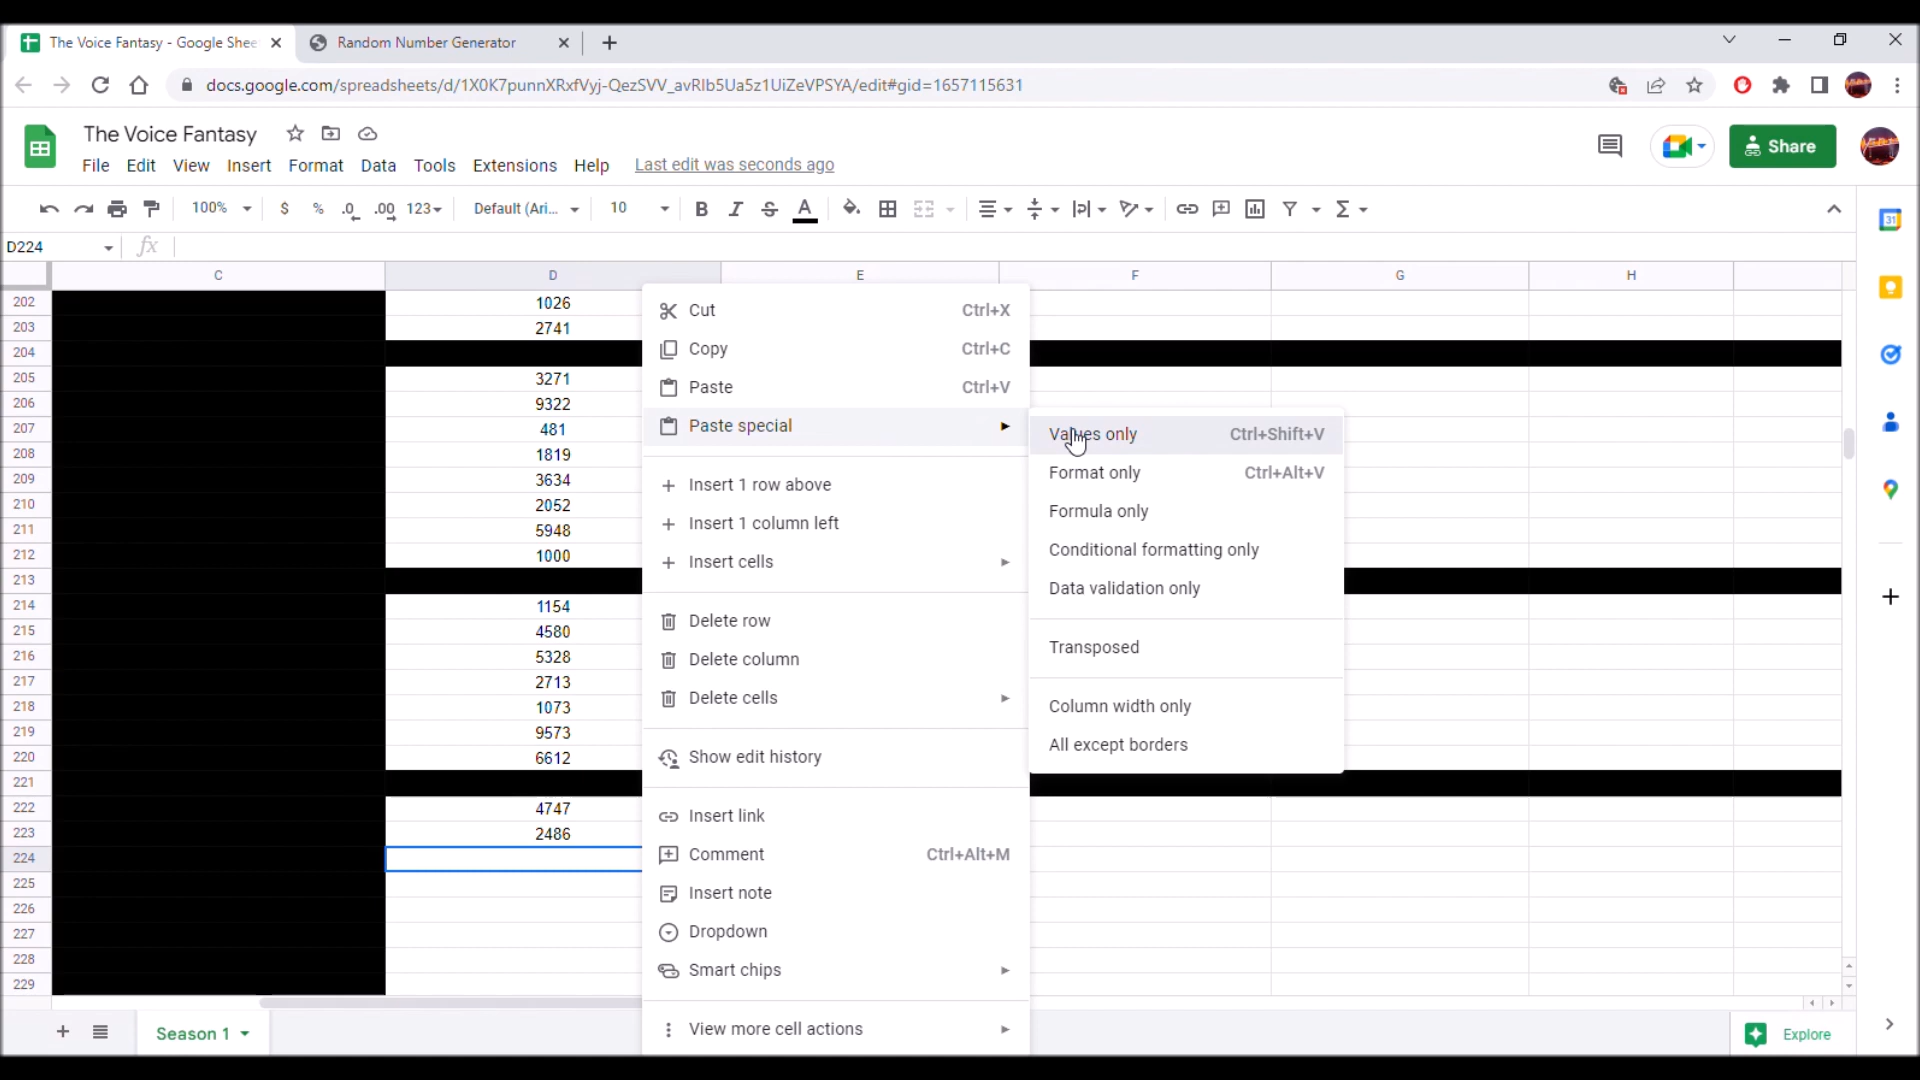 The Voice Fantasy - Google Shee
Random Number Generator
docs.google.com/spreadsheets/d/1X0K7punnXRxfVyj-QezSVV_avRlb5Ua5z1UiZeVPSYA/edit#gid=1657115631
The Voice Fantasy
File Edit View Insert Format Data Tools Extensions Help Last edit was seconds ago
Share
100% $ % .0 .00 123 Default (Ari... 10 B I S A
D224 fx
C D E F G H
202 1026
203 2741
204
205 3271
206 9322
207 481
208 1819
209 3634
210 2052
211 5948
212 1000
213
214 1154
215 4580
216 5328
217 2713
218 1073
219 9573
220 6612
221
222 4747
223 2486
224
225
226
227
228
229
Cut Ctrl+X
Copy Ctrl+C
Paste Ctrl+V
Paste special
Insert 1 row above
Insert 1 column left
Insert cells
Delete row
Delete column
Delete cells
Show edit history
Insert link
Comment Ctrl+Alt+M
Insert note
Dropdown
Smart chips
View more cell actions
Values only Ctrl+Shift+V
Format only Ctrl+Alt+V
Formula only
Conditional formatting only
Data validation only
Transposed
Column width only
All except borders
31
Season 1
Explore